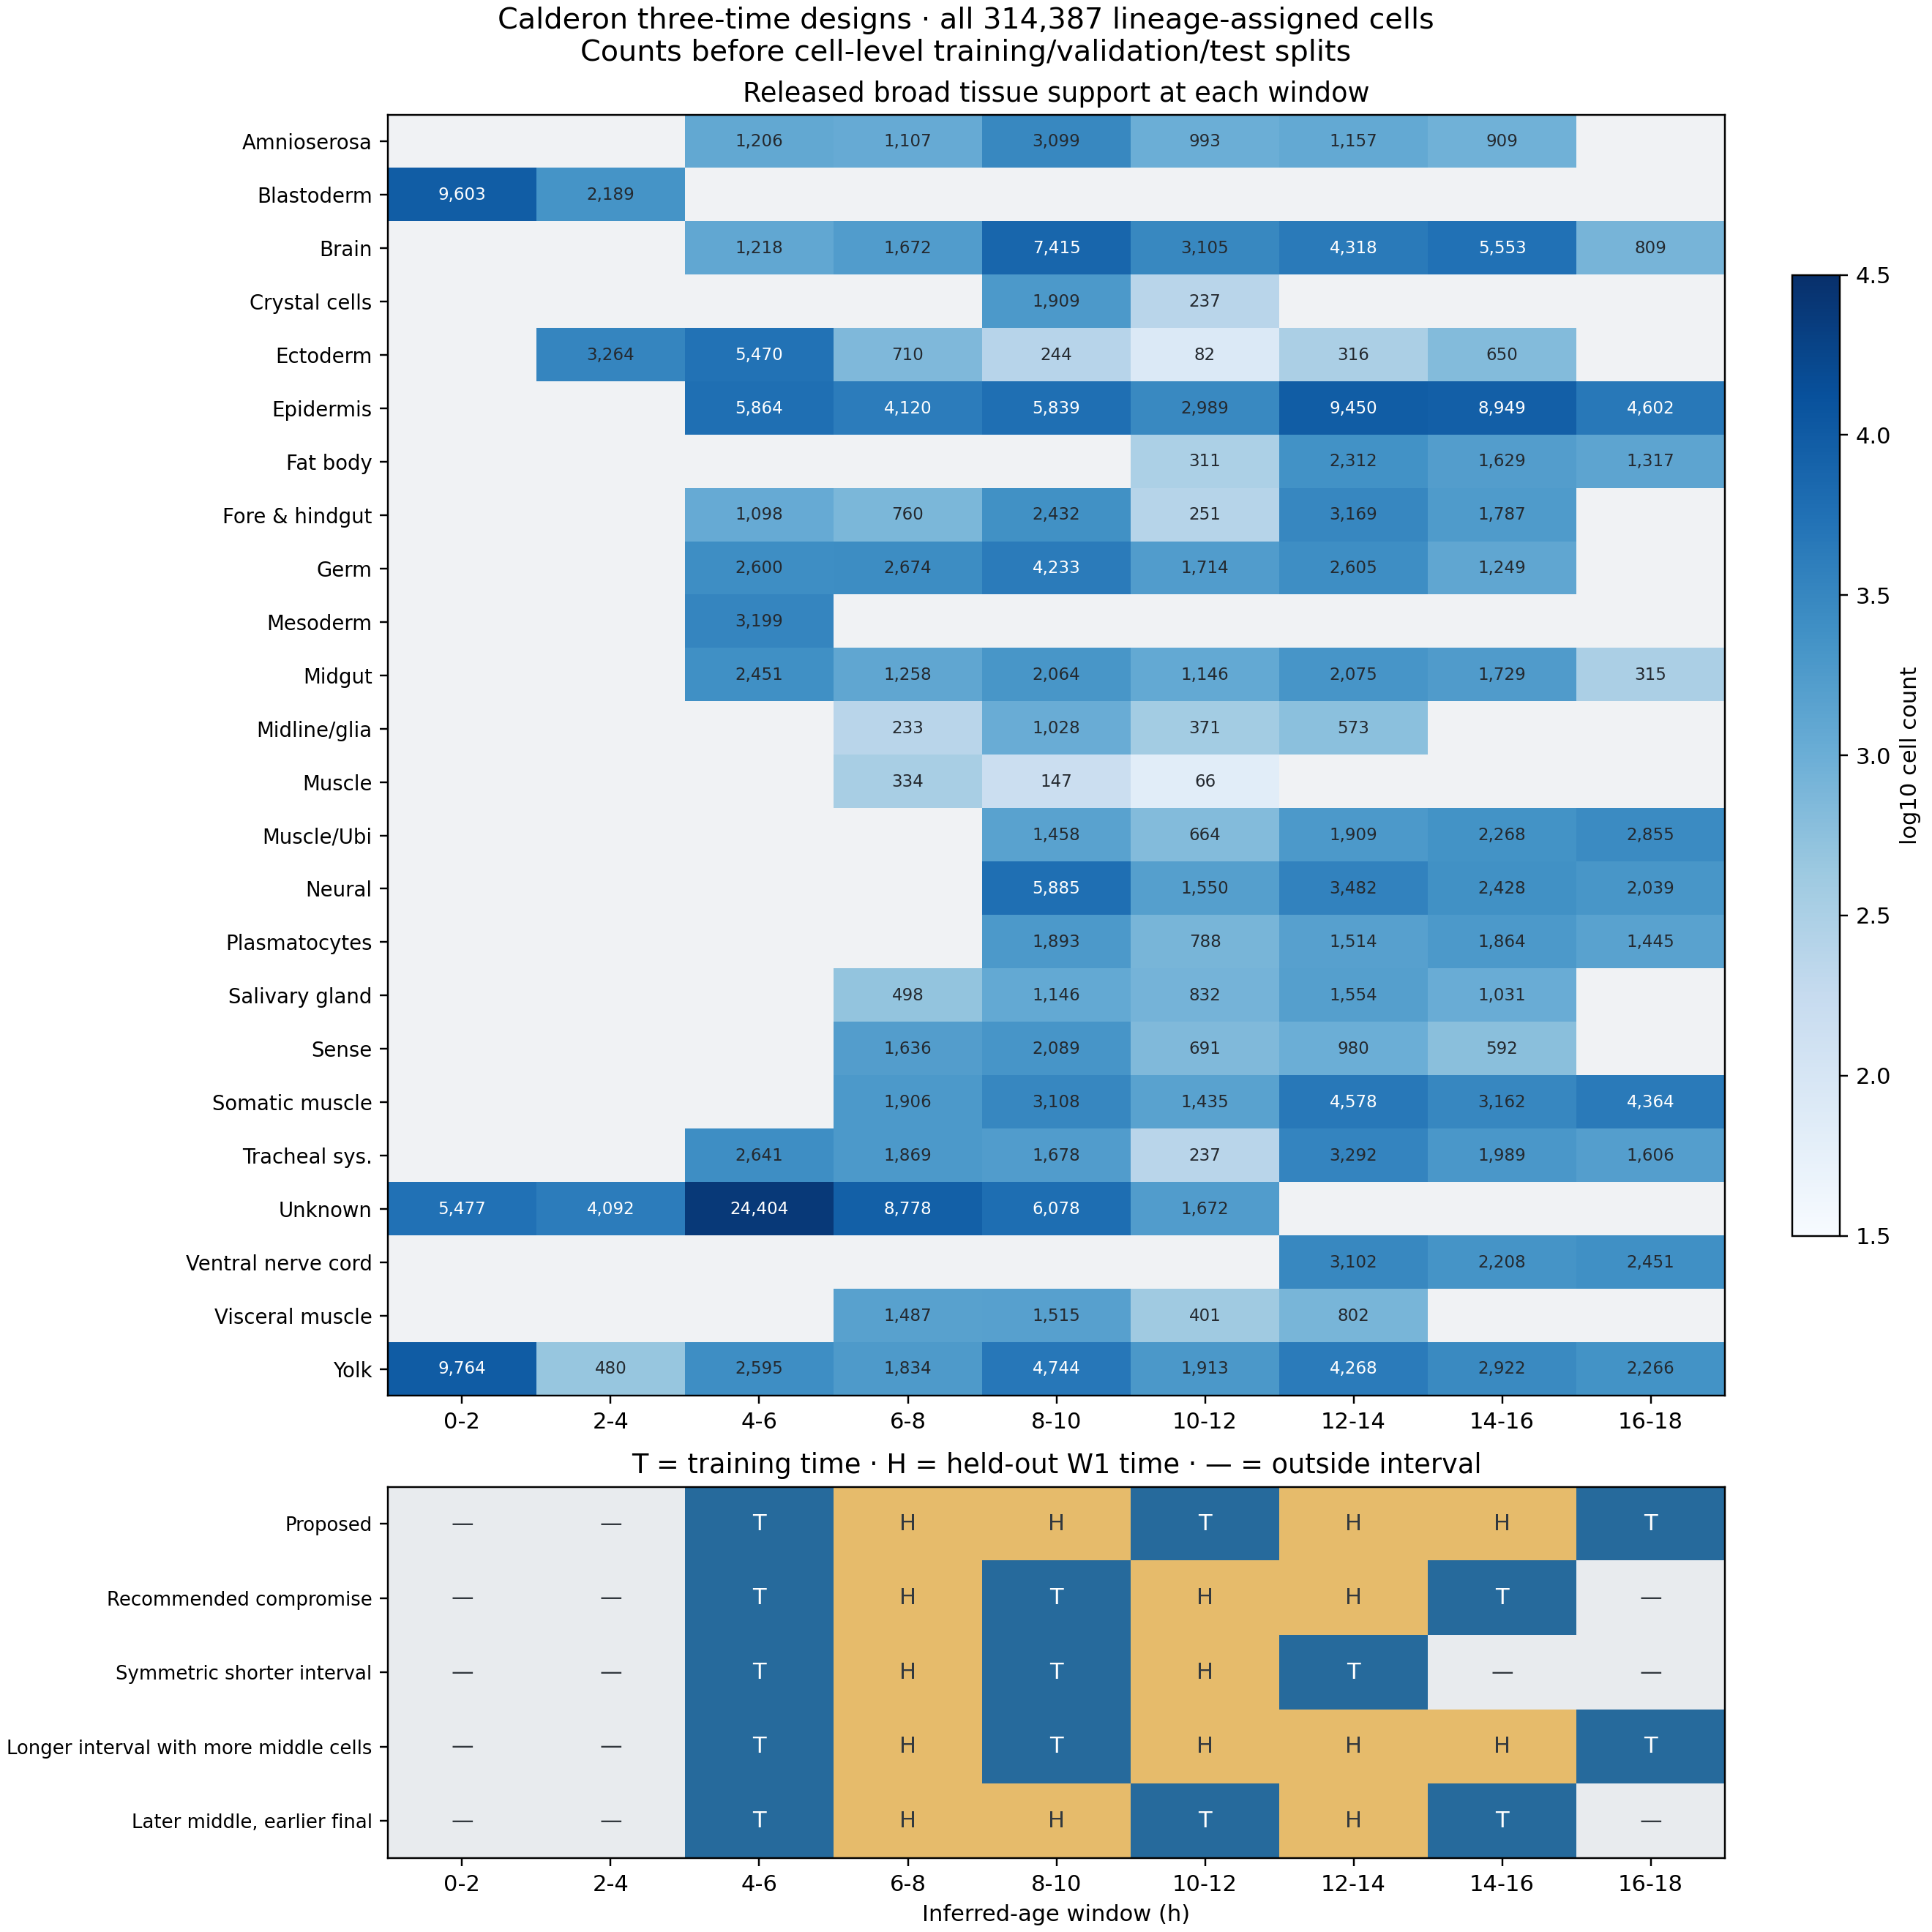 Calderon three-time designs · all 314,387 lineage-assigned cells
Counts before cell-level training/validation/test splits
Released broad tissue support at each window
Amnioserosa 1,206 1,107 3,099 993 1,157 909
Blastoderm 9,603 2,189
Brain 1,218 1,672 7,415 3,105 4,318 5,553 809
Crystal cells 1,909 237
Ectoderm 3,264 5,470 710 244 82 316 650
Epidermis 5,864 4,120 5,839 2,989 9,450 8,949 4,602
Fat body 311 2,312 1,629 1,317
Fore & hindgut 1,098 760 2,432 251 3,169 1,787
Germ 2,600 2,674 4,233 1,714 2,605 1,249
Mesoderm 3,199
Midgut 2,451 1,258 2,064 1,146 2,075 1,729 315
Midline/glia 233 1,028 371 573
Muscle 334 147 66
Muscle/Ubi 1,458 664 1,909 2,268 2,855
Neural 5,885 1,550 3,482 2,428 2,039
Plasmatocytes 1,893 788 1,514 1,864 1,445
Salivary gland 498 1,146 832 1,554 1,031
Sense 1,636 2,089 691 980 592
Somatic muscle 1,906 3,108 1,435 4,578 3,162 4,364
Tracheal sys. 2,641 1,869 1,678 237 3,292 1,989 1,606
Unknown 5,477 4,092 24,404 8,778 6,078 1,672
Ventral nerve cord 3,102 2,208 2,451
Visceral muscle 1,487 1,515 401 802
Yolk 9,764 480 2,595 1,834 4,744 1,913 4,268 2,922 2,266
0-2 2-4 4-6 6-8 8-10 10-12 12-14 14-16 16-18
4.5
4.0
3.5
3.0
2.5
2.0
1.5
log10 cell count
T = training time · H = held-out W1 time · — = outside interval
Proposed — — T H H T H H T
Recommended compromise — — T H T H H T —
Symmetric shorter interval — — T H T H T — —
Longer interval with more middle cells — — T H T H H H T
Later middle, earlier final — — T H H T H T —
0-2 2-4 4-6 6-8 8-10 10-12 12-14 14-16 16-18
Inferred-age window (h)